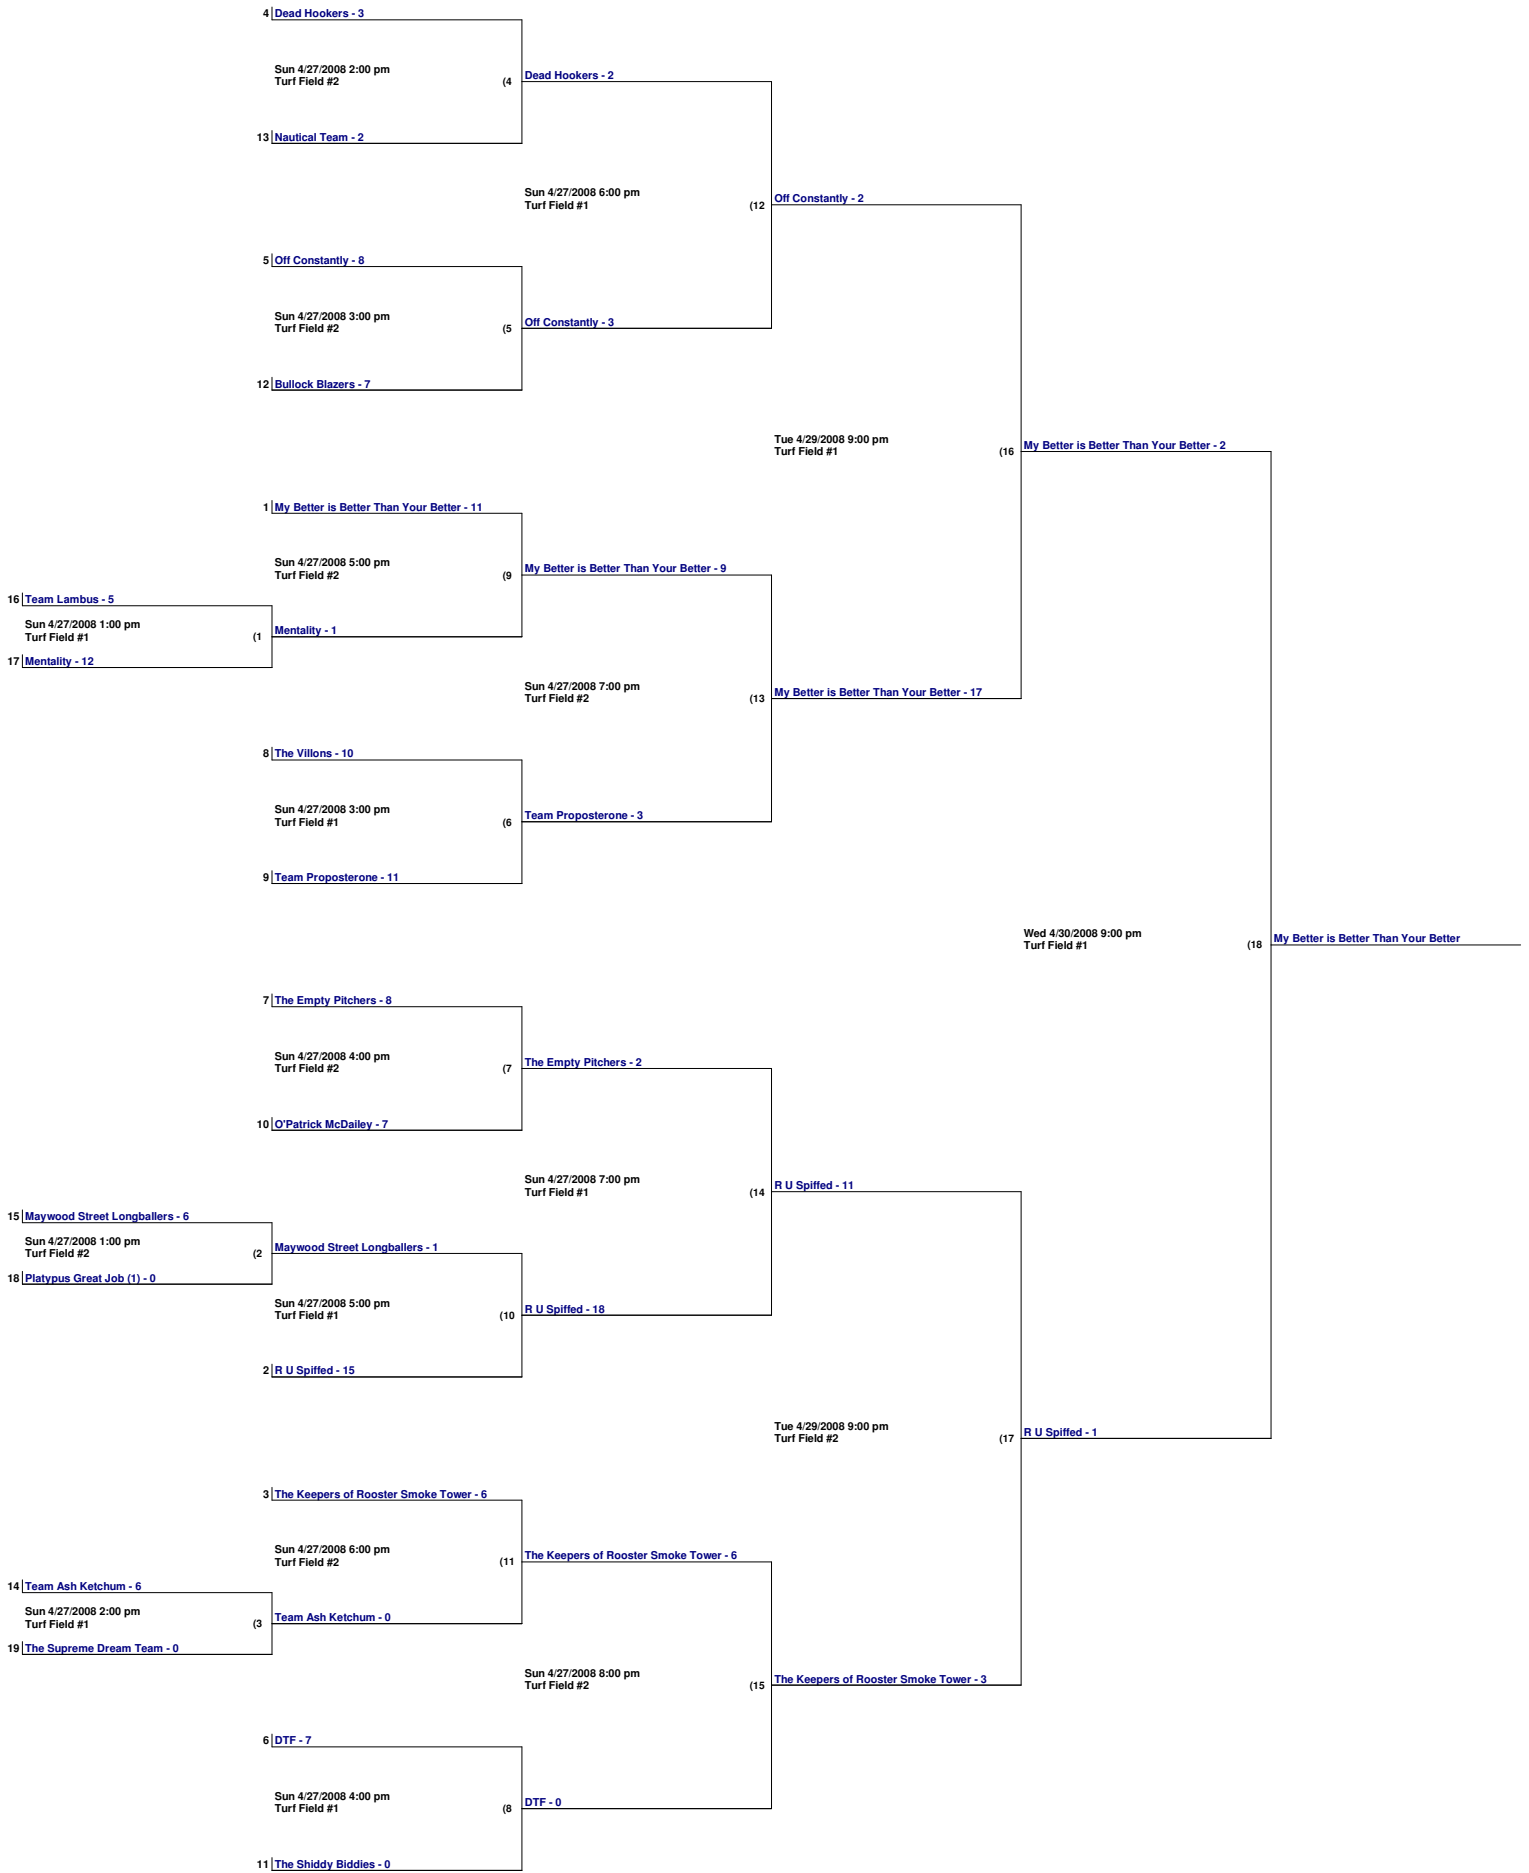 4 Dead Hookers - 3
Sun 4/27/2008 2:00 pm
Turf Field #2
(4
Dead Hookers - 2
13 Nautical Team - 2
Sun 4/27/2008 6:00 pm
Turf Field #1
(12
Off Constantly - 2
5 Off Constantly - 8
Sun 4/27/2008 3:00 pm
Turf Field #2
(5
Off Constantly - 3
12 Bullock Blazers - 7
Tue 4/29/2008 9:00 pm
Turf Field #1
(16
My Better is Better Than Your Better - 2
1 My Better is Better Than Your Better - 11
Sun 4/27/2008 5:00 pm
Turf Field #2
(9
My Better is Better Than Your Better - 9
16 Team Lambus - 5
Sun 4/27/2008 1:00 pm
Turf Field #1
(1
Mentality - 1
17 Mentality - 12
Sun 4/27/2008 7:00 pm
Turf Field #2
(13
My Better is Better Than Your Better - 17
8 The Villons - 10
Sun 4/27/2008 3:00 pm
Turf Field #1
(6
Team Proposterone - 3
9 Team Proposterone - 11
Wed 4/30/2008 9:00 pm
Turf Field #1
(18
My Better is Better Than Your Better
7 The Empty Pitchers - 8
Sun 4/27/2008 4:00 pm
Turf Field #2
(7
The Empty Pitchers - 2
10 O'Patrick McDailey - 7
Sun 4/27/2008 7:00 pm
Turf Field #1
(14
R U Spiffed - 11
15 Maywood Street Longballers - 6
Sun 4/27/2008 1:00 pm
Turf Field #2
(2
Maywood Street Longballers - 1
18 Platypus Great Job (1) - 0
Sun 4/27/2008 5:00 pm
Turf Field #1
(10
R U Spiffed - 18
2 R U Spiffed - 15
Tue 4/29/2008 9:00 pm
Turf Field #2
(17
R U Spiffed - 1
3 The Keepers of Rooster Smoke Tower - 6
Sun 4/27/2008 6:00 pm
Turf Field #2
(11
The Keepers of Rooster Smoke Tower - 6
14 Team Ash Ketchum - 6
Sun 4/27/2008 2:00 pm
Turf Field #1
(3
Team Ash Ketchum - 0
19 The Supreme Dream Team - 0
Sun 4/27/2008 8:00 pm
Turf Field #2
(15
The Keepers of Rooster Smoke Tower - 3
6 DTF - 7
Sun 4/27/2008 4:00 pm
Turf Field #1
(8
DTF - 0
11 The Shiddy Biddies - 0